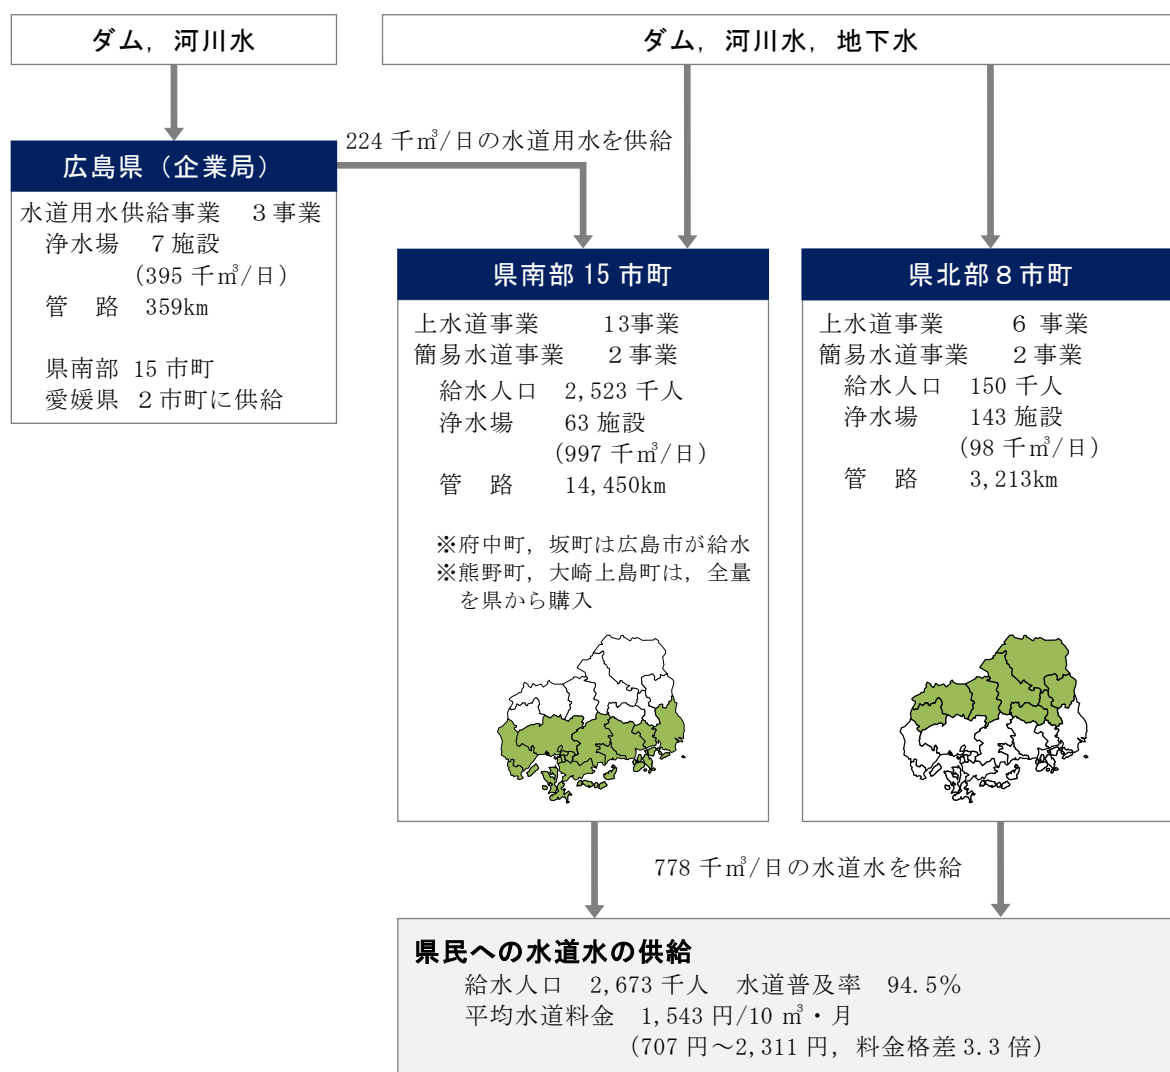 ダム，河川水
ダム，河川水，地下水
224 千㎥/日の水道用水を供給
広島県（企業局）
水道用水供給事業　３事業
浄水場　７施設
(395 千㎥/日)
管　路　359km
県南部 15 市町
愛媛県 ２市町に供給
県南部 15 市町
上水道事業　　　13事業
簡易水道事業　　２事業
給水人口　2,523 千人
浄水場　　63 施設
(997 千㎥/日)
管　路　　14,450km
※府中町，坂町は広島市が給水
※熊野町，大崎上島町は，全量
を県から購入
県北部８市町
上水道事業　　　６ 事業
簡易水道事業　　２事業
給水人口　150 千人
浄水場　　143 施設
(98 千㎥/日)
管　路　　3,213km
778 千㎥/日の水道水を供給
県民への水道水の供給
給水人口　2,673 千人　水道普及率　94.5％
平均水道料金　1,543 円/10 ㎥・月
(707 円～2,311 円，料金格差 3.3 倍)